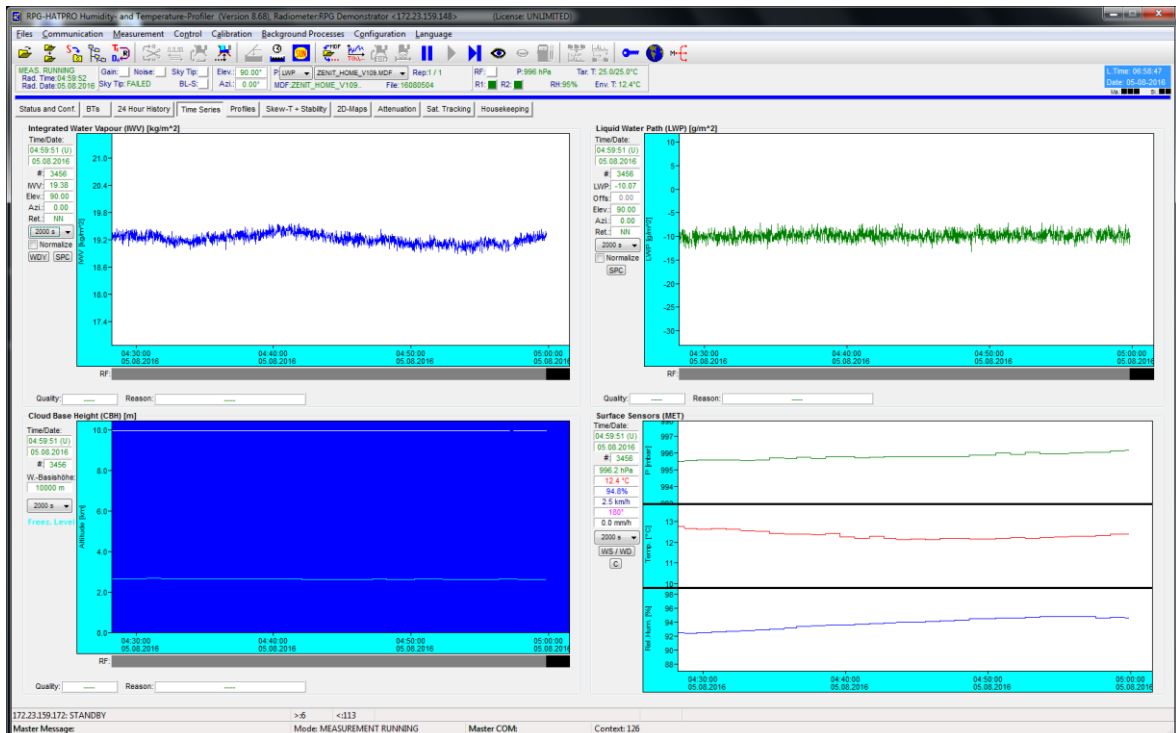 RPG-HATPRO Humidity- and Temperature-Profiler (Version 8.68), Radiometer:RPG Demonstrator <172.23.159.148> (License: UNLIMITED)
Files Communication Measurement Control Calibration Background Processes Configuration Language
MEAS. RUNNING Gain: Noise: Sky Tip: Elev.: 90.00° P: LWP ZENIT_HOME_V109.MDF Rep:1 / 1 RF: P:996 hPa Tar. T: 25.0/25.0°C L.Time: 06:58:47
Rad. Time:04:59:52
Rad. Date:05.08.2016 Sky Tip: FAILED BL-S: Azi.: 0.00° MDF:ZENIT_HOME_V109.. File:16080504 R1: R2: RH:95% Env. T: 12.4°C Date: 05-08-2016
Status and Conf. BTs 24 Hour History Time Series Profiles Skew-T + Stability 2D-Maps Attenuation Sat. Tracking Housekeeping
Integrated Water Vapour (IWV) [kg/m^2]
Time/Date:
04:59:51 (U)
05.08.2016
#: 3456
IWV: 19.38
Elev.: 90.00
Azi.: 0.00
Ret.: NN
2000 s
Normalize
WDV SPC
IWV [kg/m^2]
21.0
20.4
19.8
19.2
18.6
18.0
17.4
04:30:00 04:40:00 04:50:00 05:00:00
05.08.2016 05.08.2016 05.08.2016 05.08.2016
RF:
Quality: ---- Reason: ----
Liquid Water Path (LWP) [g/m^2]
Time/Date:
04:59:51 (U)
05.08.2016
#: 3456
LWP: -10.07
Offs.: 0.00
Elev.: 90.00
Azi.: 0.00
Ret.: NN
2000 s
Normalize
SPC
LWP [g/m^2]
10
5
0
-5
-10
-15
-20
-25
-30
04:30:00 04:40:00 04:50:00 05:00:00
05.08.2016 05.08.2016 05.08.2016 05.08.2016
RF:
Quality: ---- Reason: ----
Cloud Base Height (CBH) [m]
Time/Date:
04:59:51 (U)
05.08.2016
#: 3456
W.-Basishöhe:
10000 m
2000 s
Frees. Level
Altitude [km]
10.0
8.0
6.0
4.0
2.0
0.0
04:30:00 04:40:00 04:50:00 05:00:00
05.08.2016 05.08.2016 05.08.2016 05.08.2016
RF:
Quality: ---- Reason: ----
Surface Sensors (MET)
Time/Date:
04:59:51 (U)
05.08.2016
#: 3456
996.2 hPa
12.4 °C
94.8%
2.5 km/h
180°
0.0 mm/h
2000 s
WS / WD
C
P [mbar]
997
996
995
994
Temp. [°C]
13
12
11
10
Rel. Hum. [%]
98
96
94
92
90
88
04:30:00 04:40:00 04:50:00 05:00:00
05.08.2016 05.08.2016 05.08.2016 05.08.2016
172.23.159.172: STANDBY >:6 <:113
Master Message: Mode: MEASUREMENT RUNNING Master COM: Context: 126